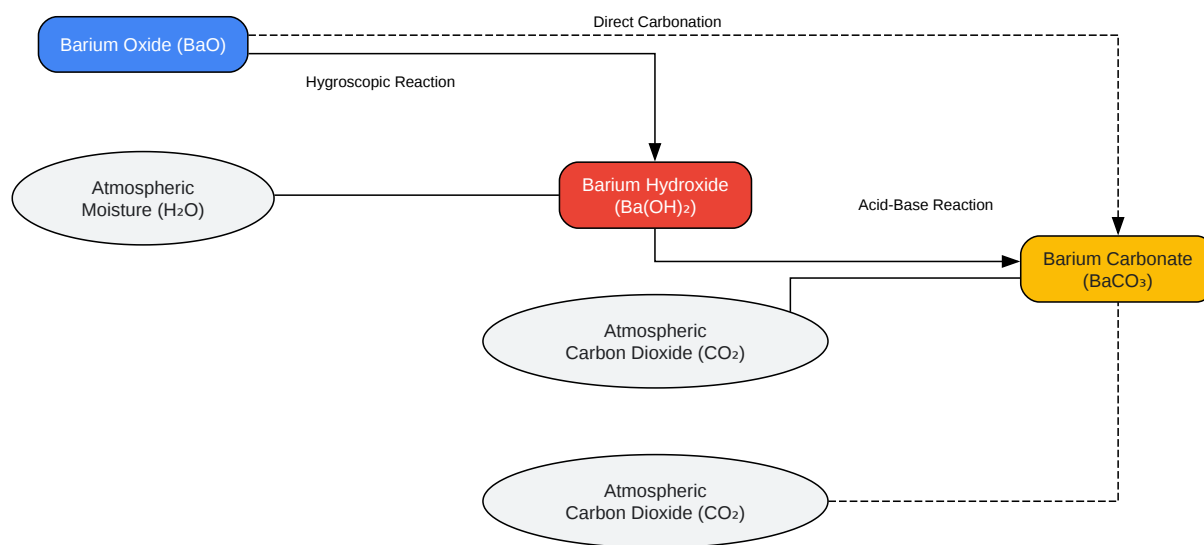 Direct Carbonation
Barium Oxide (BaO)
Hygroscopic Reaction
Atmospheric
Moisture (H₂O)
Barium Hydroxide
(Ba(OH)₂)
Acid-Base Reaction
Barium Carbonate
(BaCO₃)
Atmospheric
Carbon Dioxide (CO₂)
Atmospheric
Carbon Dioxide (CO₂)